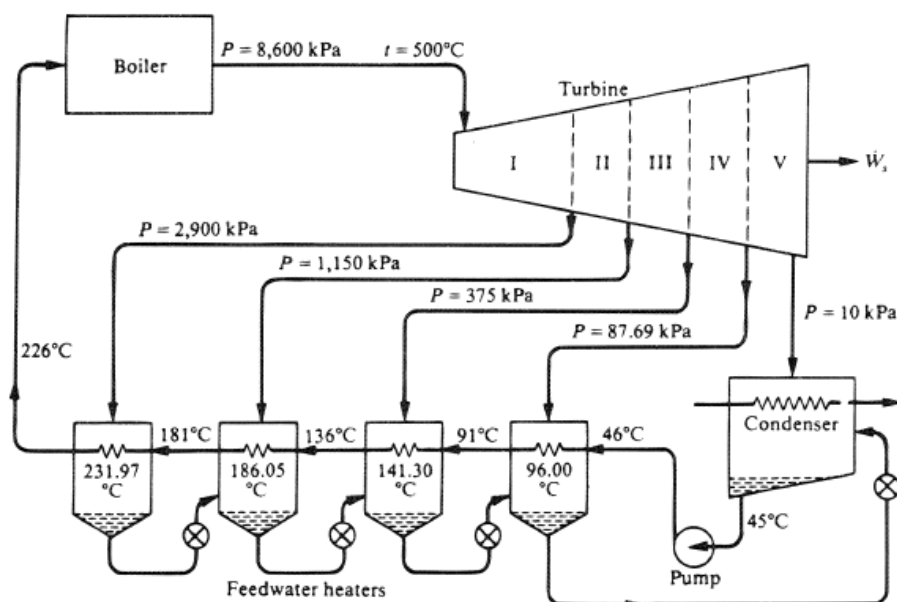 P = 8,600 kPa
t = 500°C
Boiler
Turbine
I
II
III
IV
V
Ẇs
P = 2,900 kPa
P = 1,150 kPa
P = 375 kPa
P = 87.69 kPa
P = 10 kPa
226°C
181°C
136°C
91°C
46°C
Condenser
231.97
°C
186.05
°C
141.30
°C
96.00
°C
45°C
Pump
Feedwater heaters